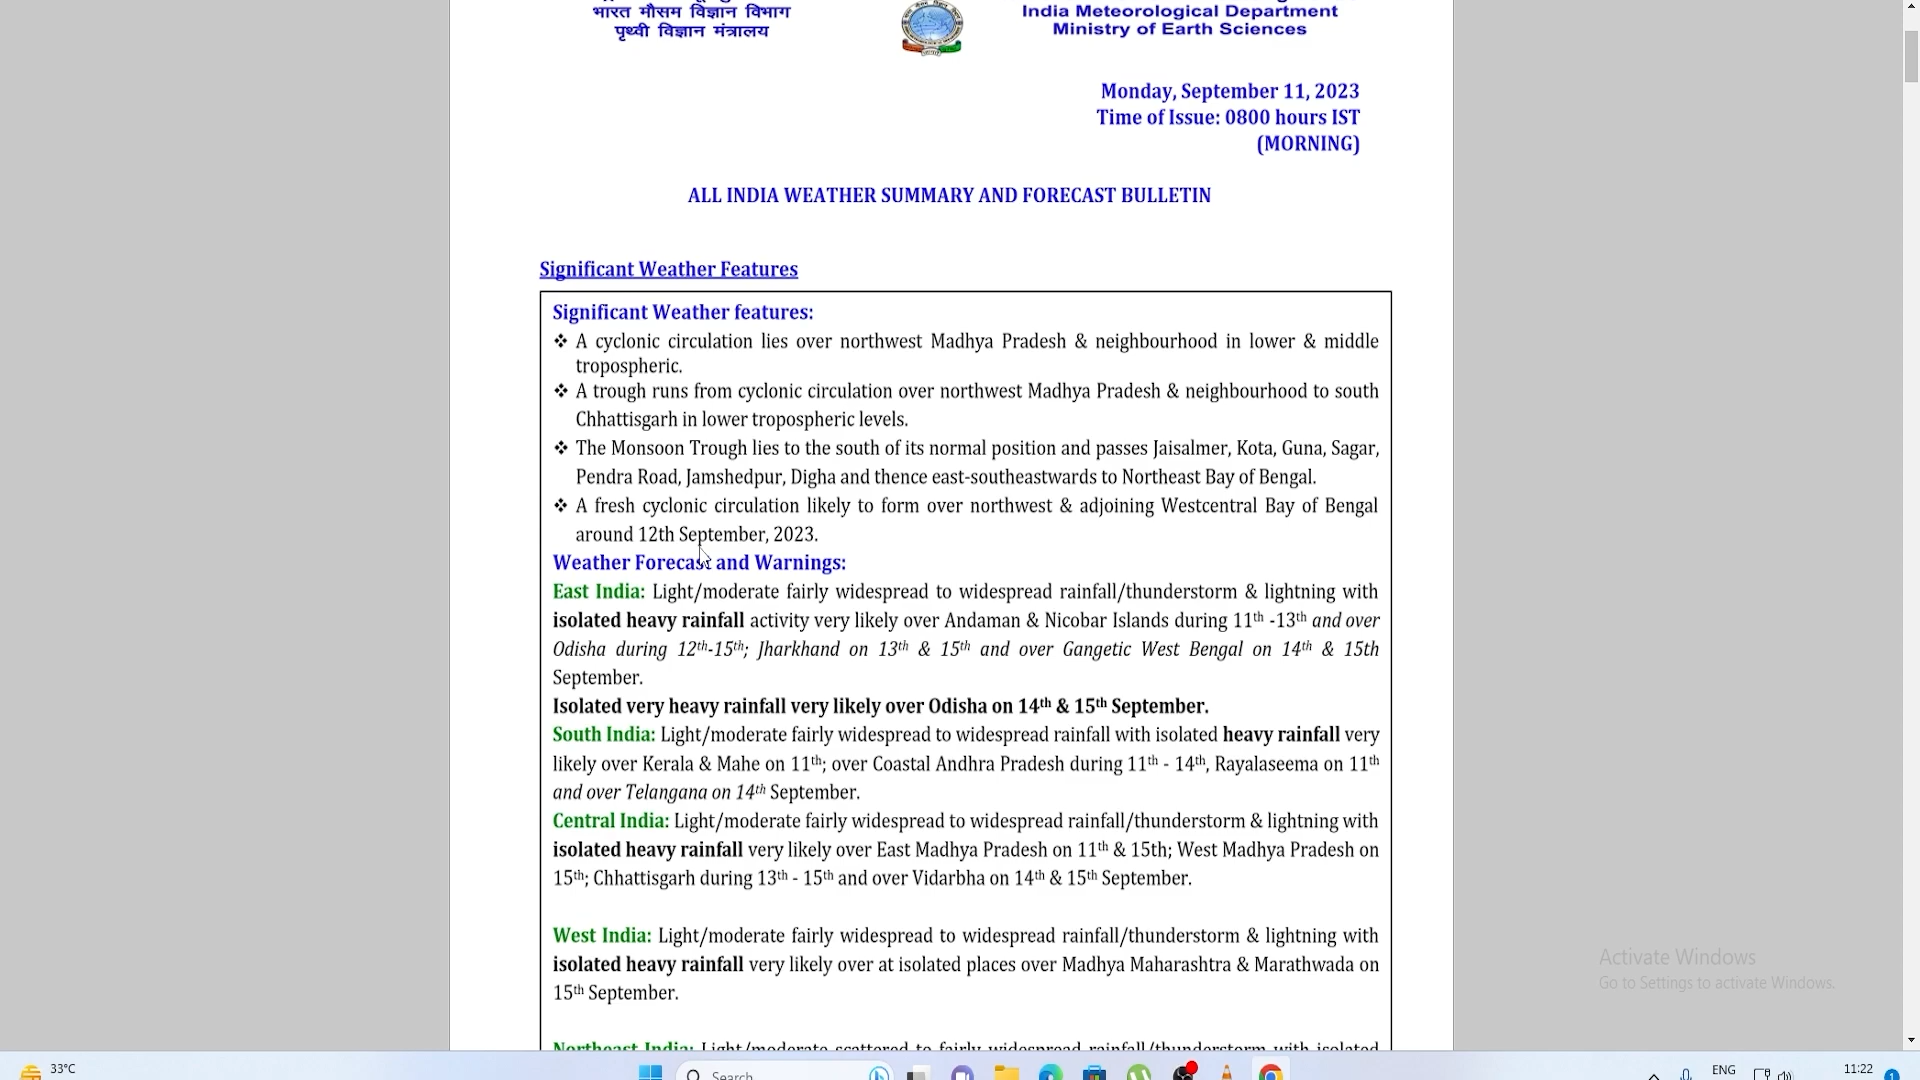 भारत मौसम विज्ञान विभाग
पृथ्वी विज्ञान मंत्रालय
India Meteorological Department
Ministry of Earth Sciences
Monday, September 11, 2023
Time of Issue: 0800 hours IST
(MORNING)
ALL INDIA WEATHER SUMMARY AND FORECAST BULLETIN
Significant Weather Features
Significant Weather features:
❖ A cyclonic circulation lies over northwest Madhya Pradesh & neighbourhood in lower & middle
tropospheric.
❖ A trough runs from cyclonic circulation over northwest Madhya Pradesh & neighbourhood to south
Chhattisgarh in lower tropospheric levels.
❖ The Monsoon Trough lies to the south of its normal position and passes Jaisalmer, Kota, Guna, Sagar,
Pendra Road, Jamshedpur, Digha and thence east-southeastwards to Northeast Bay of Bengal.
❖ A fresh cyclonic circulation likely to form over northwest & adjoining Westcentral Bay of Bengal
around 12th September, 2023.
Weather Forecast and Warnings:
East India: Light/moderate fairly widespread to widespread rainfall/thunderstorm & lightning with
isolated heavy rainfall activity very likely over Andaman & Nicobar Islands during 11th -13th and over
Odisha during 12th-15th; Jharkhand on 13th & 15th and over Gangetic West Bengal on 14th & 15th
September.
Isolated very heavy rainfall very likely over Odisha on 14th & 15th September.
South India: Light/moderate fairly widespread to widespread rainfall with isolated heavy rainfall very
likely over Kerala & Mahe on 11th; over Coastal Andhra Pradesh during 11th - 14th, Rayalaseema on 11th
and over Telangana on 14th September.
Central India: Light/moderate fairly widespread to widespread rainfall/thunderstorm & lightning with
isolated heavy rainfall very likely over East Madhya Pradesh on 11th & 15th; West Madhya Pradesh on
15th; Chhattisgarh during 13th - 15th and over Vidarbha on 14th & 15th September.
West India: Light/moderate fairly widespread to widespread rainfall/thunderstorm & lightning with
isolated heavy rainfall very likely over at isolated places over Madhya Maharashtra & Marathwada on
15th September.
Northeast India: Light/moderate scattered to fairly widespread rainfall/thunderstorm with isolated
Activate Windows
Go to Settings to activate Windows.
33°C
Search
ENG
11:22
1